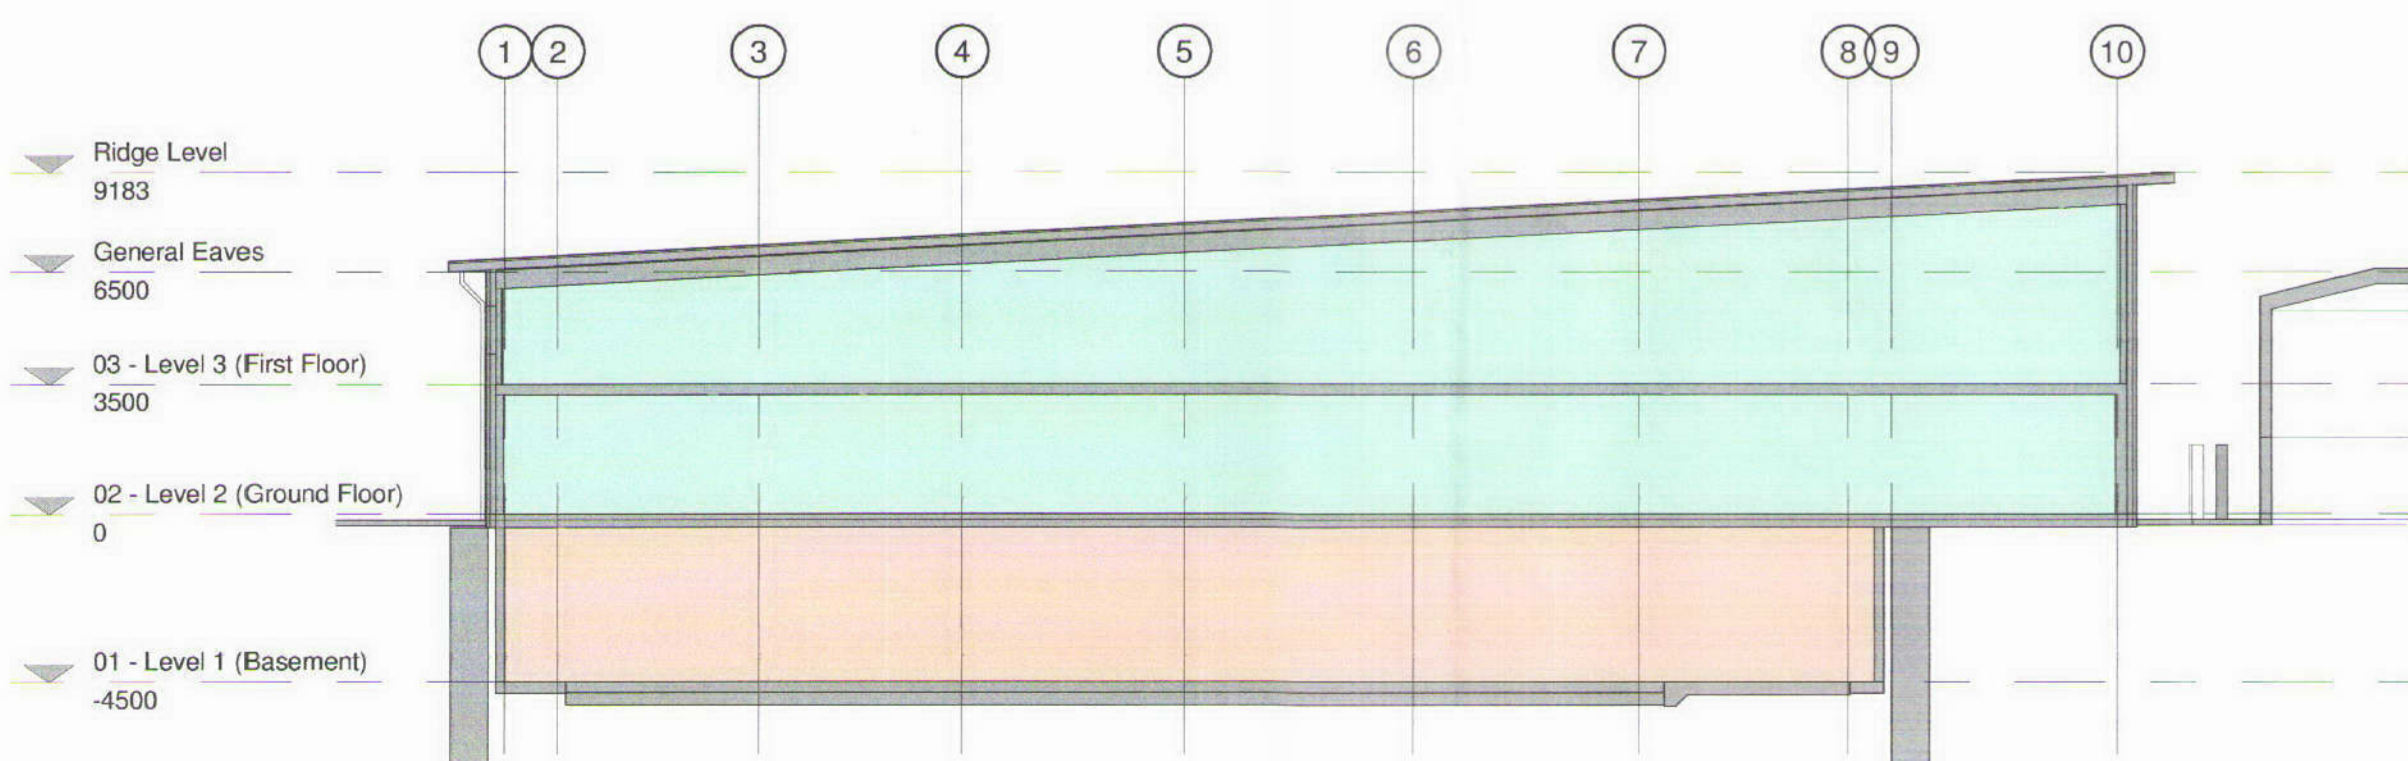 1 2 3 4 5 6 7 8 9 10
Ridge Level
9183
General Eaves
6500
03 - Level 3 (First Floor)
3500
02 - Level 2 (Ground Floor)
0
01 - Level 1 (Basement)
-4500